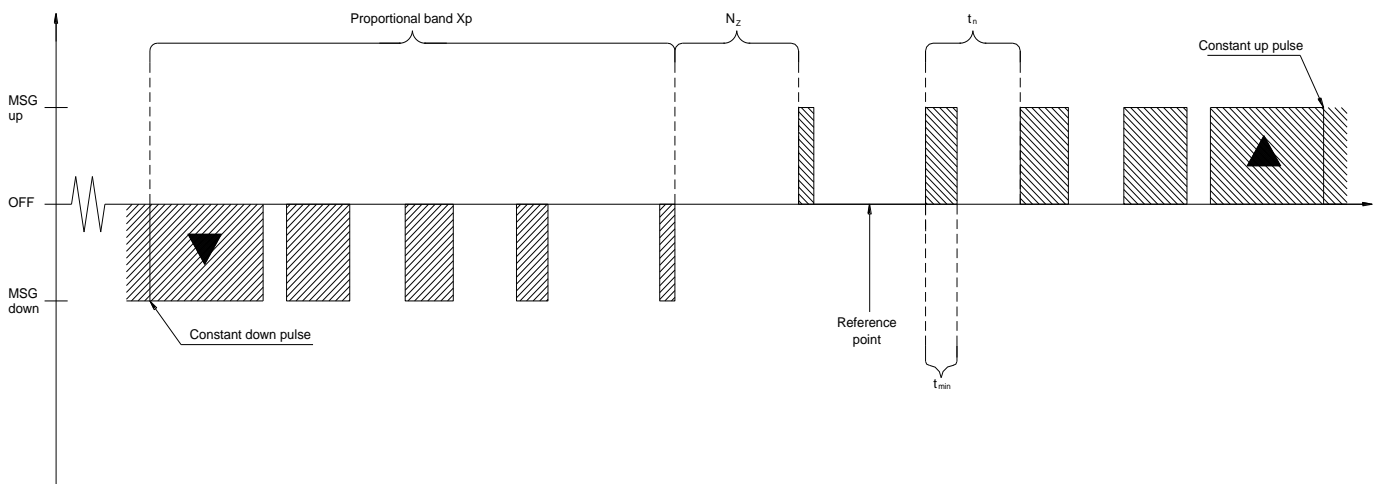 Proportional band Xp
NZ
tn
Constant up pulse
MSG
up
OFF
MSG
down
Constant down pulse
Reference
point
tmin